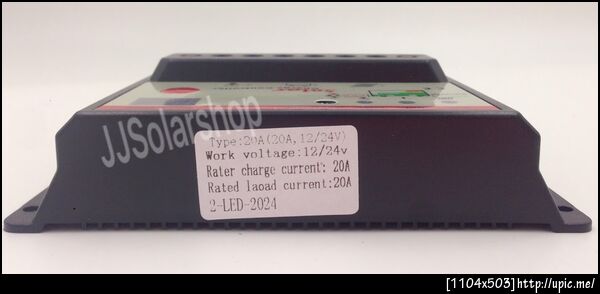 JJSolarshop
Type:20A(20A,12/24V)
Work voltage:12/24v
Rater charge current: 20A
Rated laoad current:20A
2-LED-2024
[1104x503]http://upic.me/